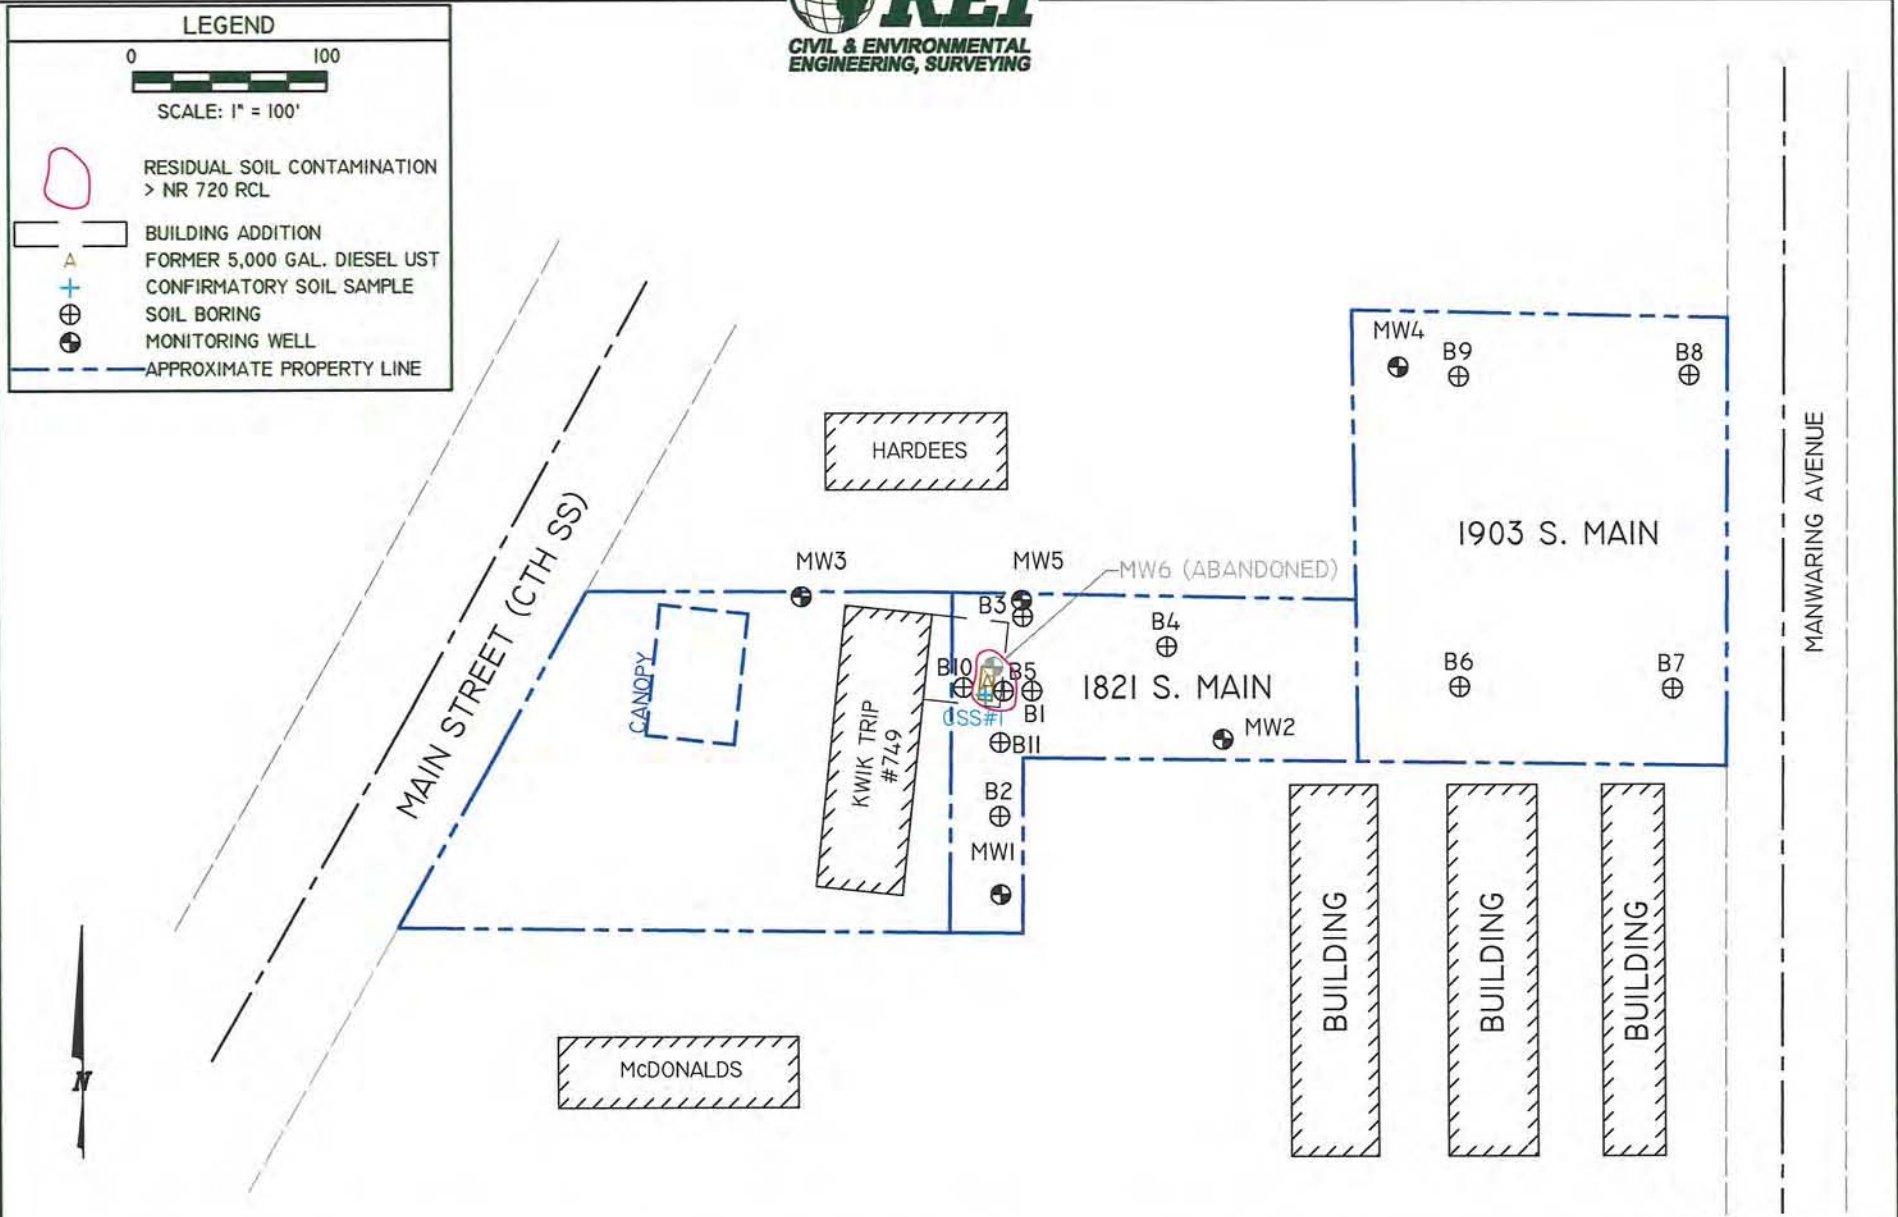 REI
CIVIL & ENVIRONMENTAL
ENGINEERING, SURVEYING
LEGEND
0 100
SCALE: 1" = 100'
RESIDUAL SOIL CONTAMINATION
> NR 720 RCL
BUILDING ADDITION
A FORMER 5,000 GAL. DIESEL UST
CONFIRMATORY SOIL SAMPLE
SOIL BORING
MONITORING WELL
APPROXIMATE PROPERTY LINE
MW4
B9
B8
HARDEES
1903 S. MAIN
MANWARING AVENUE
MAIN STREET (CTH SS)
MW3
MW5
MW6 (ABANDONED)
B3
B4
CANOPY
B10
A
B5
1821 S. MAIN
B6
B7
CSS#1
B1
B11
MW2
KWIK TRIP
#749
B2
MW1
BUILDING
BUILDING
BUILDING
McDONALDS
N